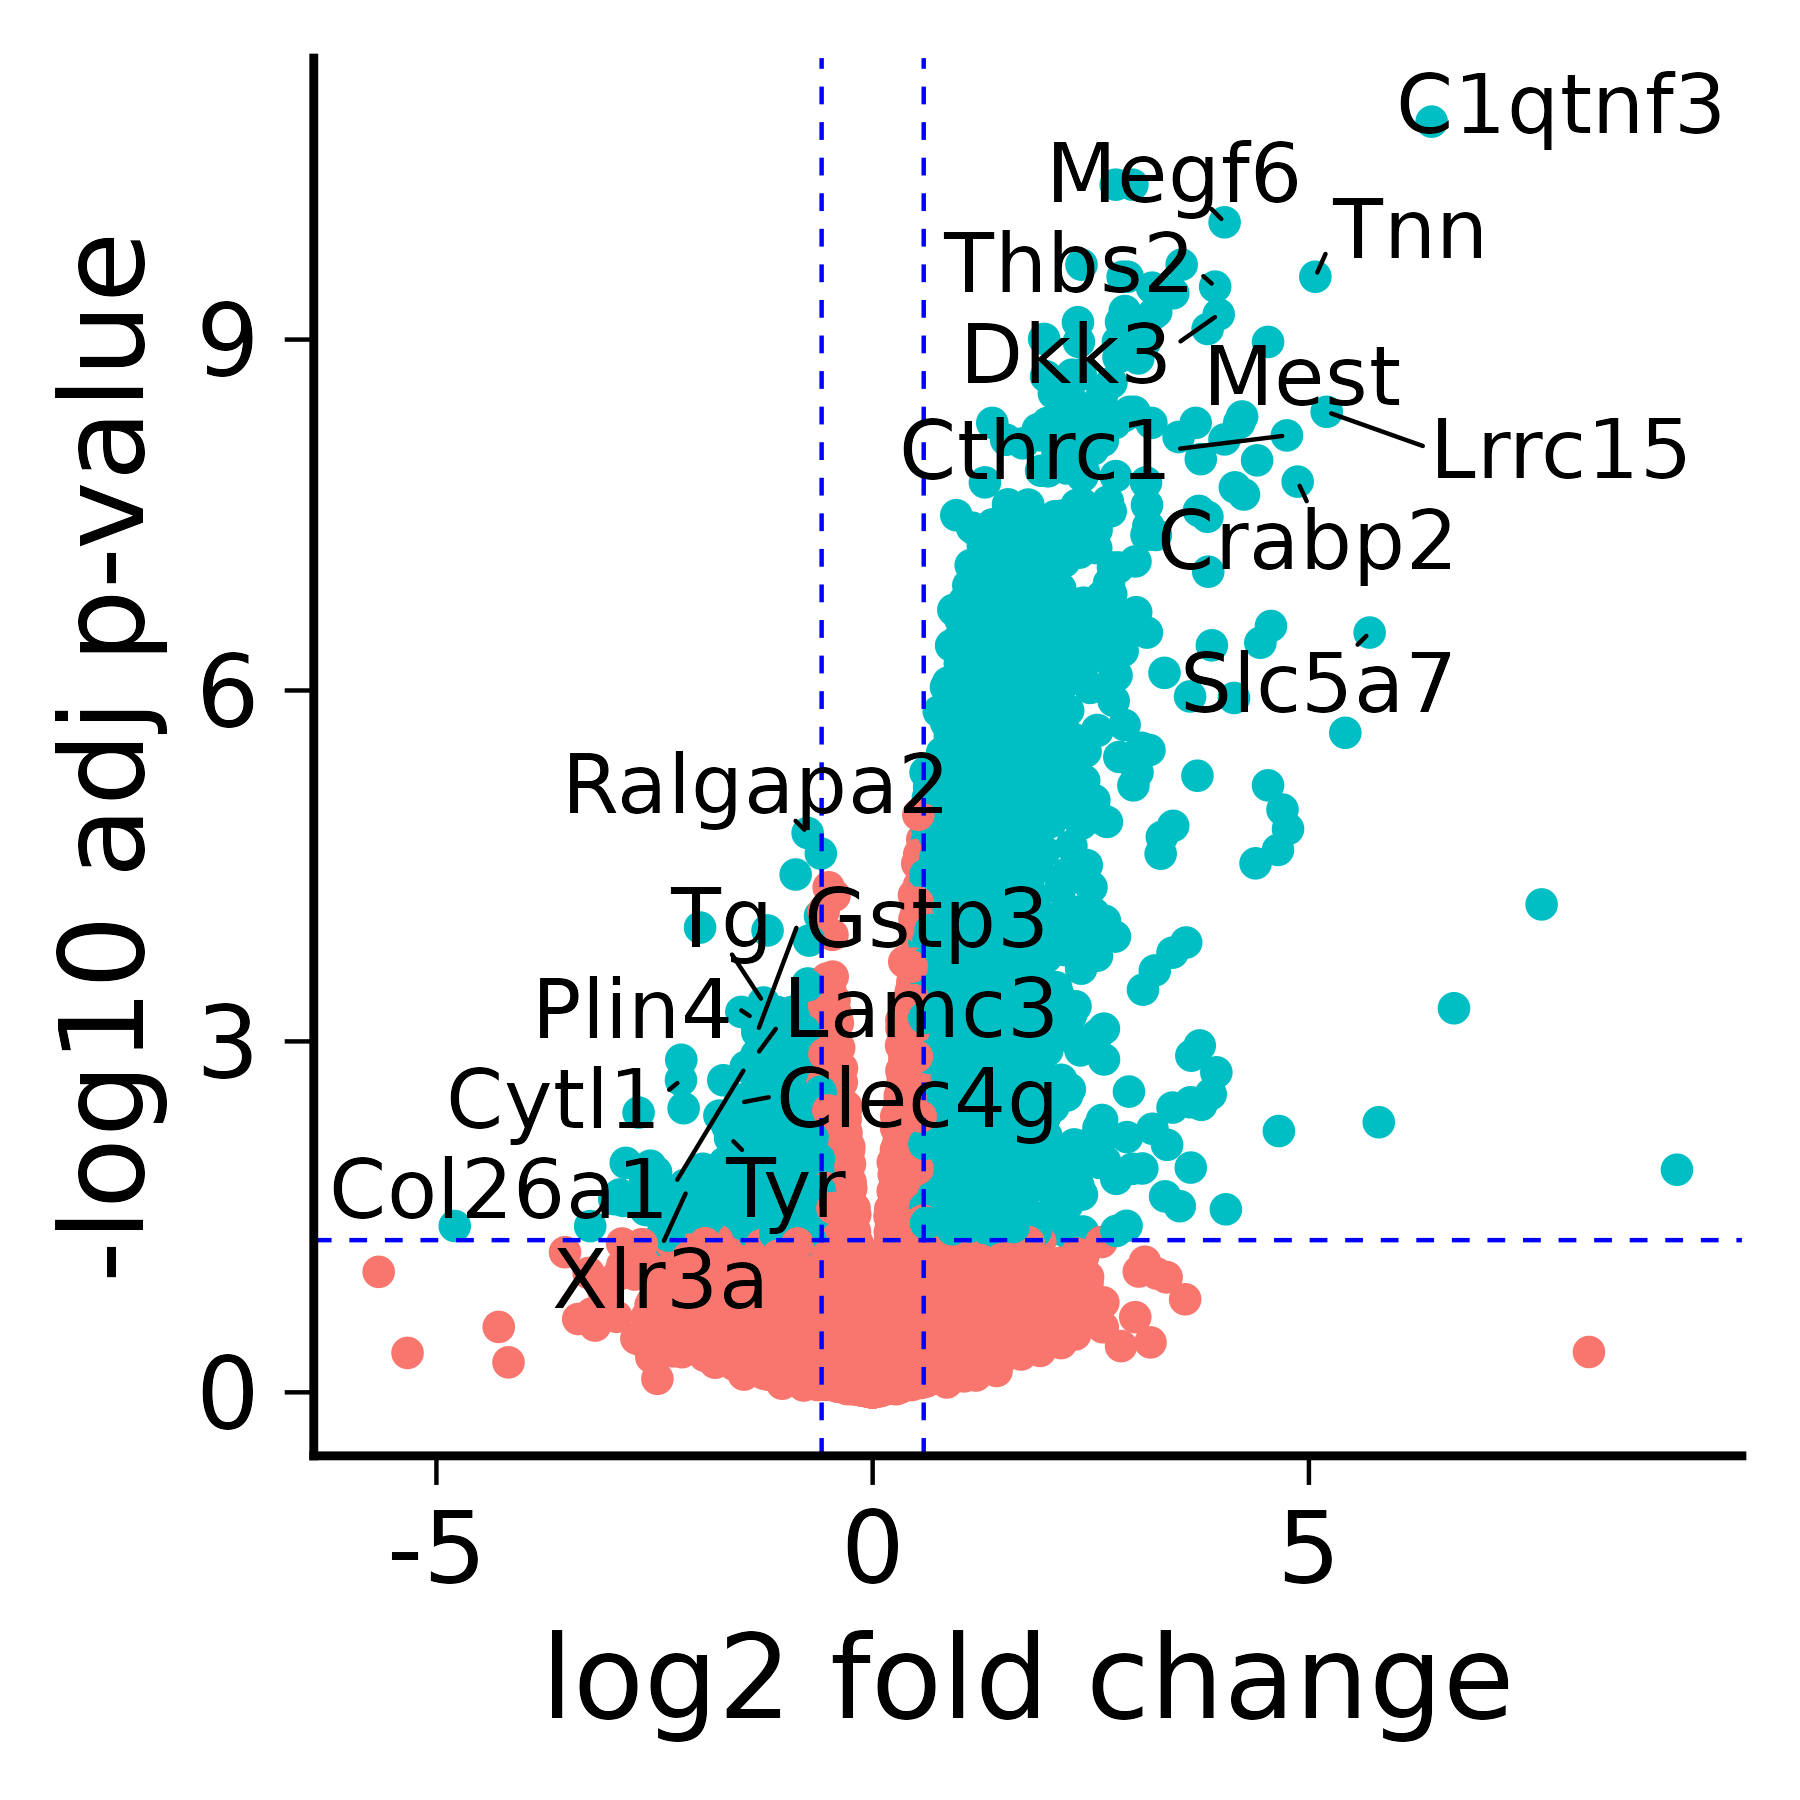 C1qtnf3
Megf6
Tnn
Thbs2
Dkk3
Mest
Cthrc1
Lrrc15
Crabp2
Slc5a7
Ralgapa2
Tg
Gstp3
Plin4
Lamc3
Cytl1
Clec4g
Col26a1
Tyr
Xlr3a
-log10 adj p-value
9
6
3
0
-5
0
5
log2 fold change